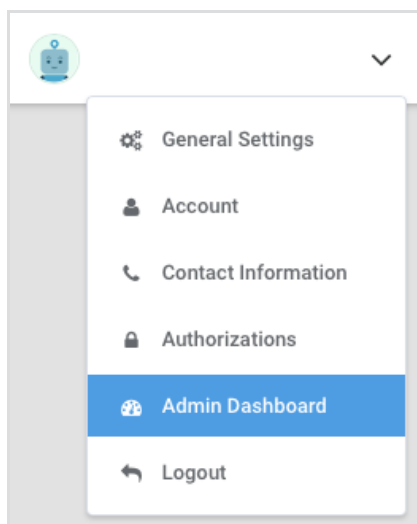 General Settings
Account
Contact Information
Authorizations
Admin Dashboard
Logout